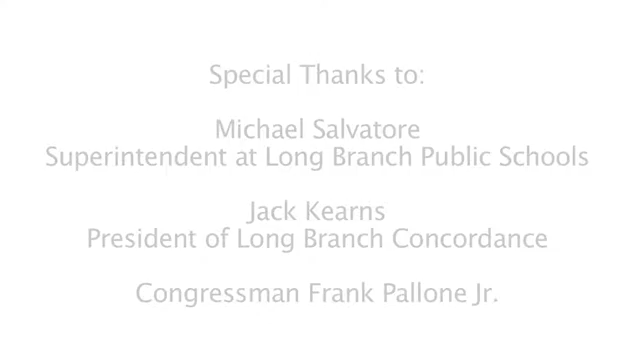 Special Thanks to:
Michael Salvatore
Superintendent at Long Branch Public Schools
Jack Kearns
President of Long Branch Concordance
Congressman Frank Pallone Jr.